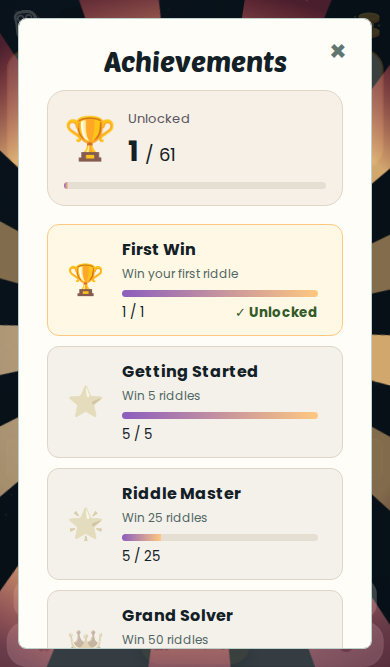 Achievements
✖
Unlocked
1 / 61
First Win
Win your first riddle
1 / 1
✓ Unlocked
Getting Started
Win 5 riddles
5 / 5
Riddle Master
Win 25 riddles
5 / 25
Grand Solver
Win 50 riddles